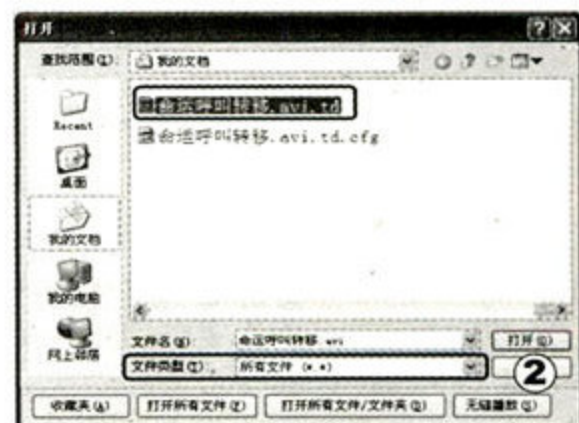 打开
查找范围(I): 我的文档
Recent
桌面
我的文档
我的电脑
网上邻居
命运呼叫转移.avi.td
命运呼叫转移.avi.td.cfg
文件名(N): 命运呼叫转移 avi 打开(O)
文件类型(T): 所有文件 (*.*)
2
收藏夹(A) 打开所有文件(F) 打开所有文件/文件夹(D) 无缝播放(S)